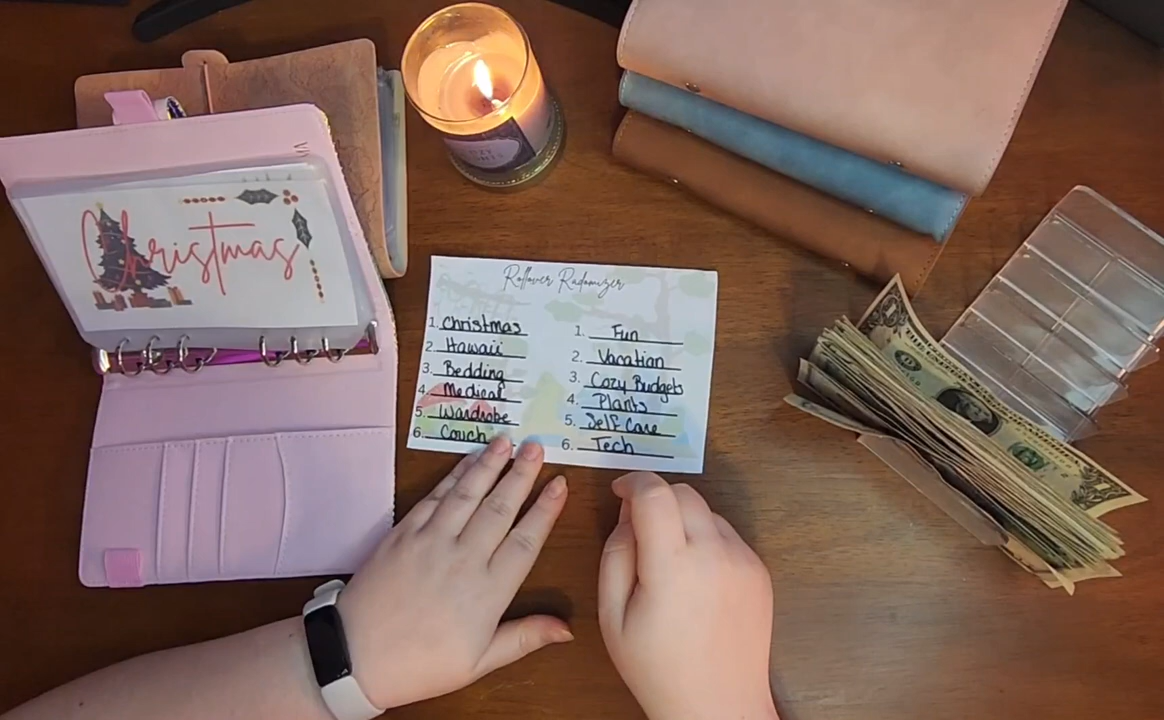 Christmas
Rollover Radomizer
1. Christmas
2. Hawaii
3. Bedding
4. Medical
5. Wardrobe
6. Couch
1. Fun
2. Vacation
3. Cozy Budgets
4. Plants
5. Self Care
6. Tech